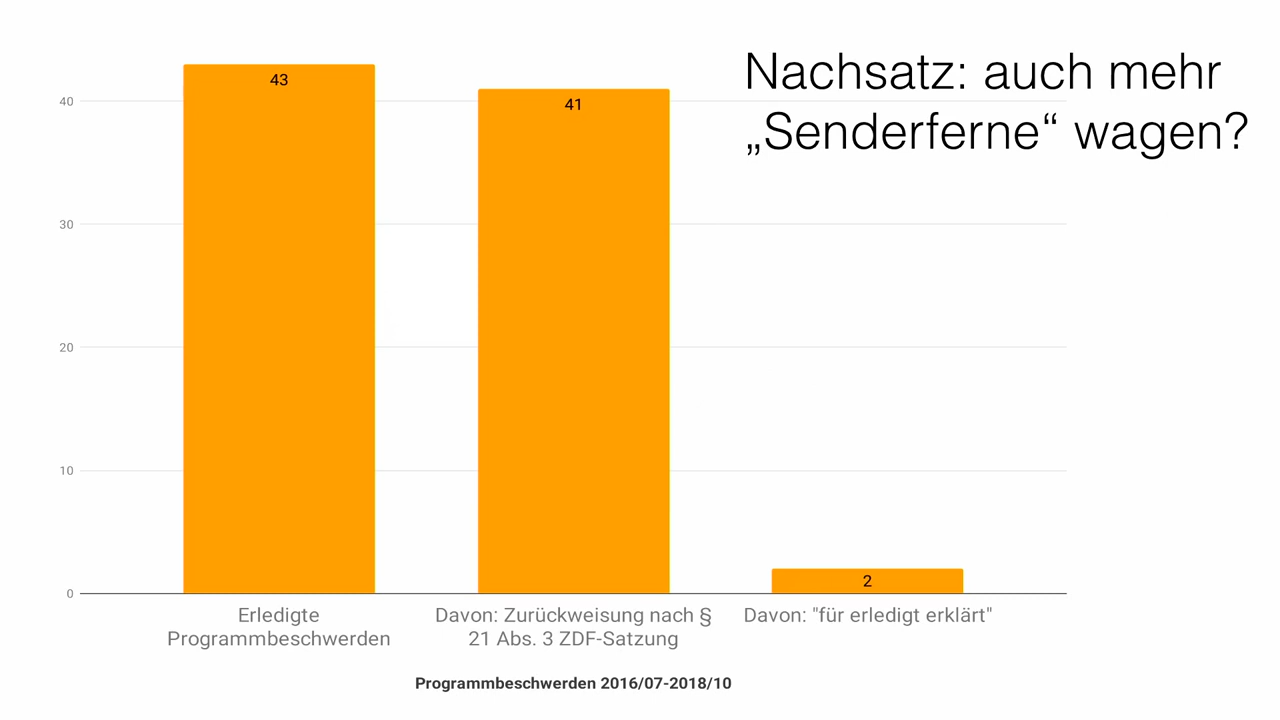 Nachsatz: auch mehr
„Senderferne“ wagen?
43
41
2
40
30
20
10
0
Erledigte
Programmbeschwerden
Davon: Zurückweisung nach §
21 Abs. 3 ZDF-Satzung
Davon: "für erledigt erklärt"
Programmbeschwerden 2016/07-2018/10